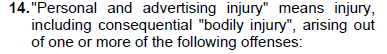 14."Personal and advertising injury" means injury,
including consequential "bodily injury", arising out
of one or more of the following offenses: